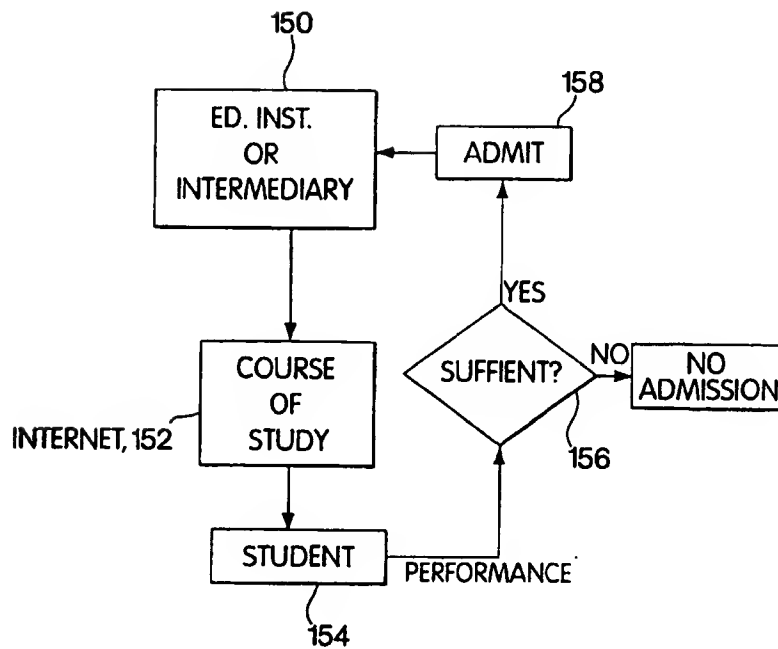 150
ED. INST.
OR
INTERMEDIARY
158
ADMIT
YES
SUFFIENT?
NO
NO
ADMISSION
156
COURSE
OF
STUDY
INTERNET, 152
STUDENT
PERFORMANCE
154